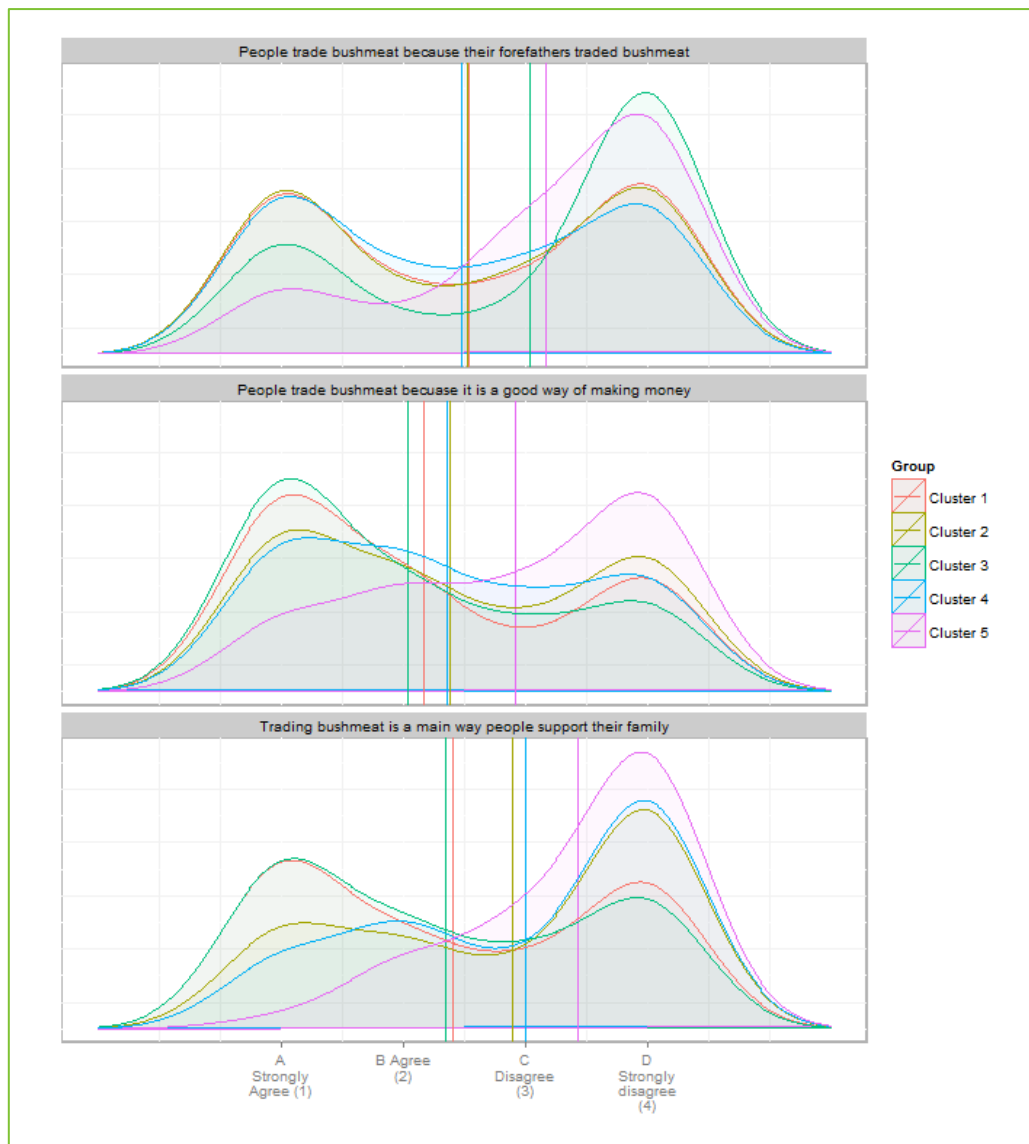 People trade bushmeat because their forefathers traded bushmeat
People trade bushmeat becuase it is a good way of making money
Group
Cluster 1
Cluster 2
Cluster 3
Cluster 4
Cluster 5
Trading bushmeat is a main way people support their family
A
Strongly
Agree (1)
B Agree
(2)
C
Disagree
(3)
D
Strongly
disagree
(4)